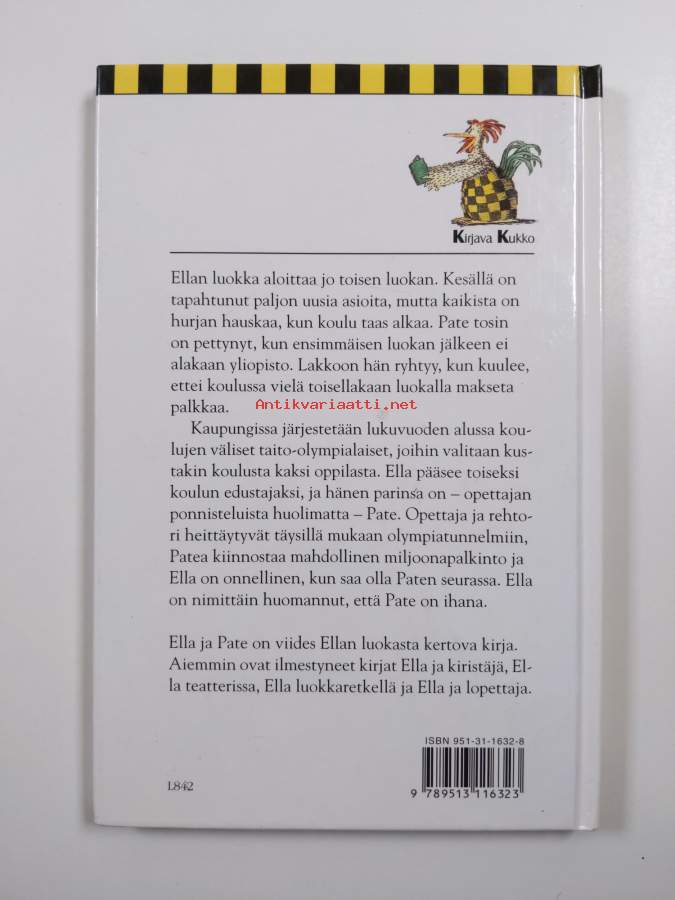 Kirjava Kukko
Ellan luokka aloittaa jo toisen luokan. Kesällä on
tapahtunut paljon uusia asioita, mutta kaikista on
hurjan hauskaa, kun koulu taas alkaa. Pate tosin
on pettynyt, kun ensimmäisen luokan jälkeen ei
alakaan yliopisto. Lakkoon hän ryhtyy, kun kuulee,
ettei koulussa vielä toisellakaan luokalla makseta
palkkaa.
Antikvariaatti.net
Kaupungissa järjestetään lukuvuoden alussa kou-
lujen väliset taito-olympialaiset, joihin valitaan kus-
takin koulusta kaksi oppilasta. Ella pääsee toiseksi
koulun edustajaksi, ja hänen parinsa on – opettajan
ponnisteluista huolimatta – Pate. Opettaja ja rehto-
ri heittäytyvät täysillä mukaan olympiatunnelmiin,
Patea kiinnostaa mahdollinen miljoonapalkinto ja
Ella on onnellinen, kun saa olla Paten seurassa. Ella
on nimittäin huomannut, että Pate on ihana.
Ella ja Pate on viides Ellan luokasta kertova kirja.
Aiemmin ovat ilmestyneet kirjat Ella ja kiristäjä, El-
la teatterissa, Ella luokkaretkellä ja Ella ja lopettaja.
ISBN 951-31-1632-8
L842
9 789513 116323